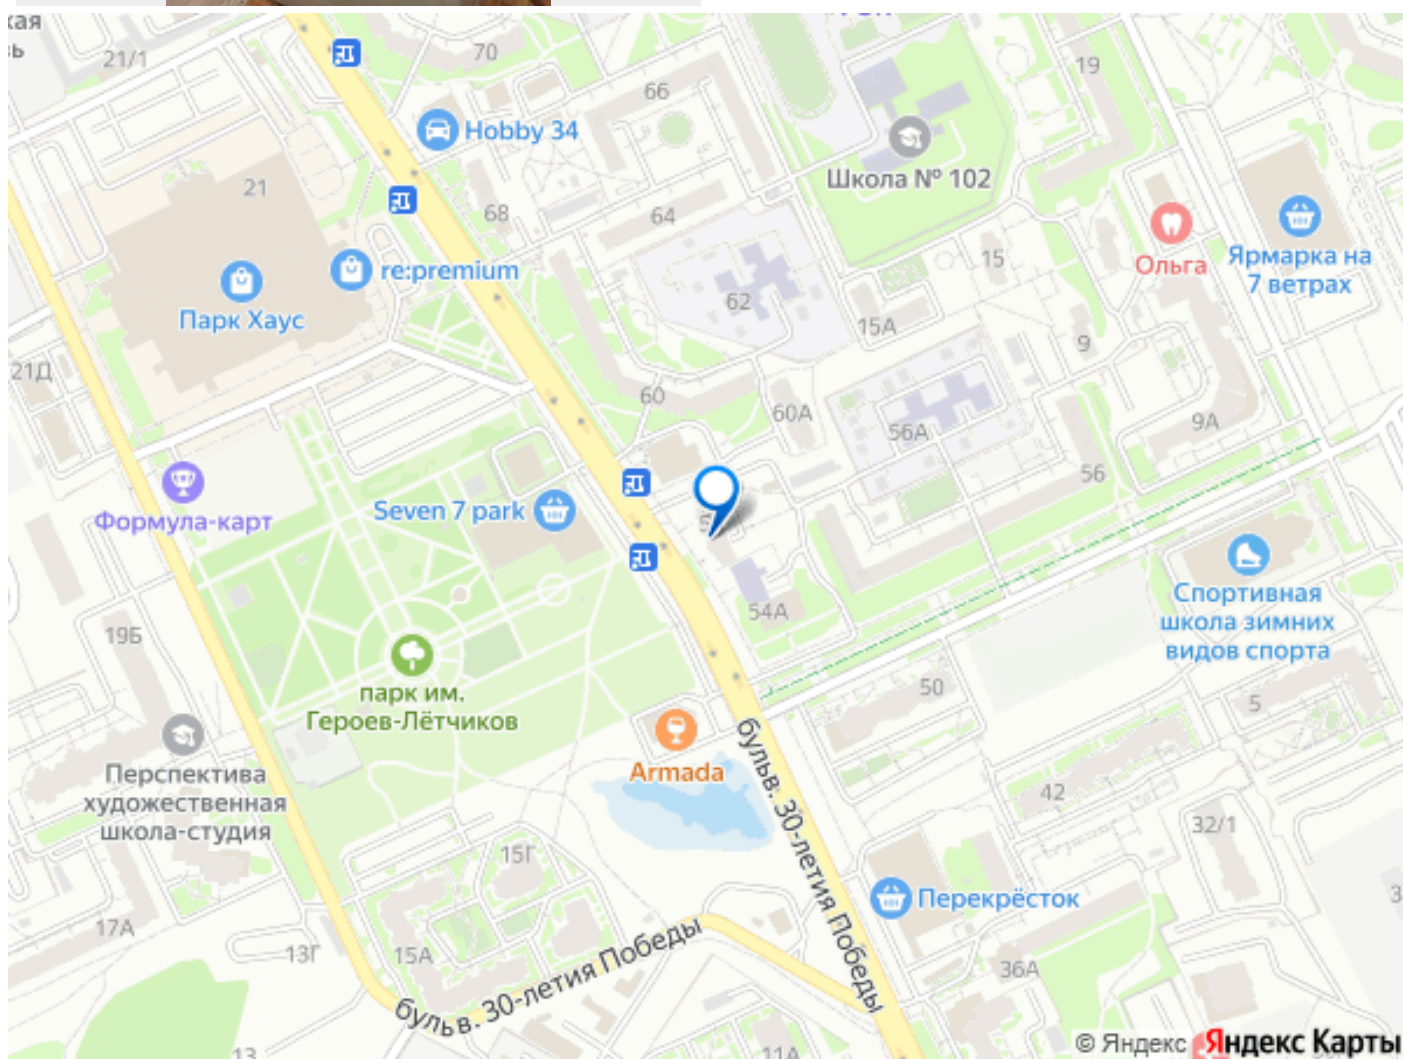 кая
ь
21/1
70
19
66
Hobby 34
Школа № 102
21
68
64
re:premium
Парк Хаус
15
Ольга
Ярмарка на
7 ветрах
62
15А
9
21Д
60
60А
9А
56А
56
Формула-карт
Seven 7 park
54А
Спортивная
школа зимних
видов спорта
19Б
парк им.
Героев-Лётчиков
50
5
Armada
бульв. 30-летия Победы
Перспектива
художественная
школа-студия
42
32/1
15Г
Перекрёсток
3
17А
13Г
15А
бульв. 30-летия Победы
36А
13
11А
© Яндекс
Яндекс Карты